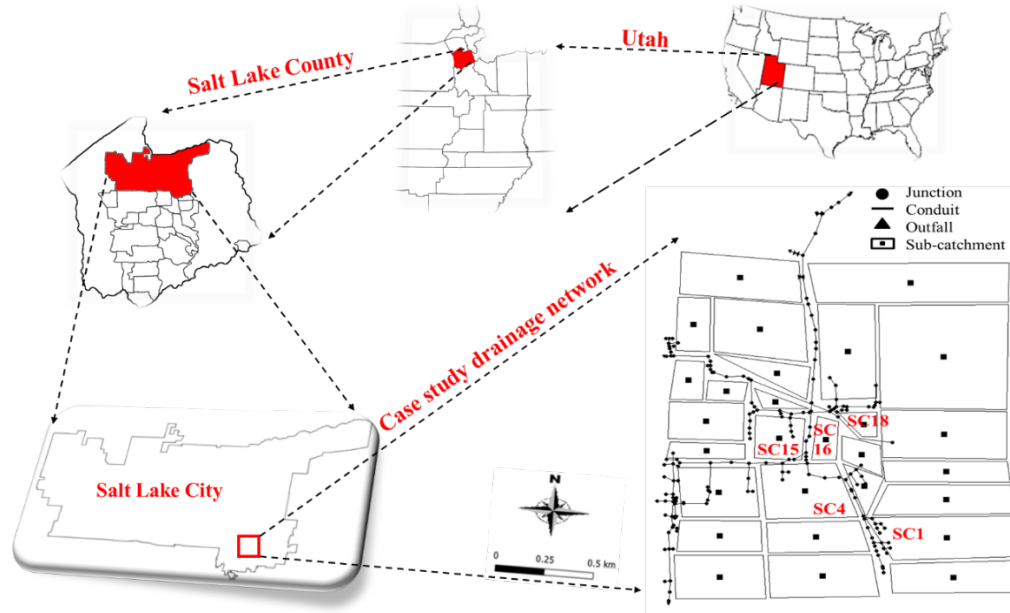 Utah
Salt Lake County
Junction
Conduit
Outfall
Sub-catchment
Case study drainage network
SC18
SC
16
SC15
Salt Lake City
N
SC4
SC1
0 0.25 0.5 km